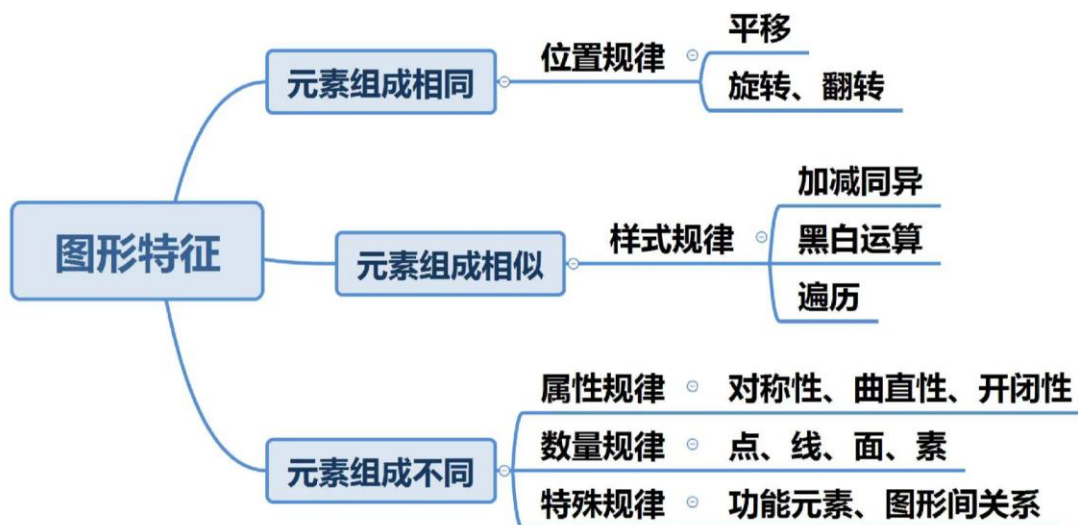 图形特征
元素组成相同
位置规律
平移
旋转、翻转
元素组成相似
样式规律
加减同异
黑白运算
遍历
元素组成不同
属性规律
对称性、曲直性、开闭性
数量规律
点、线、面、素
特殊规律
功能元素、图形间关系